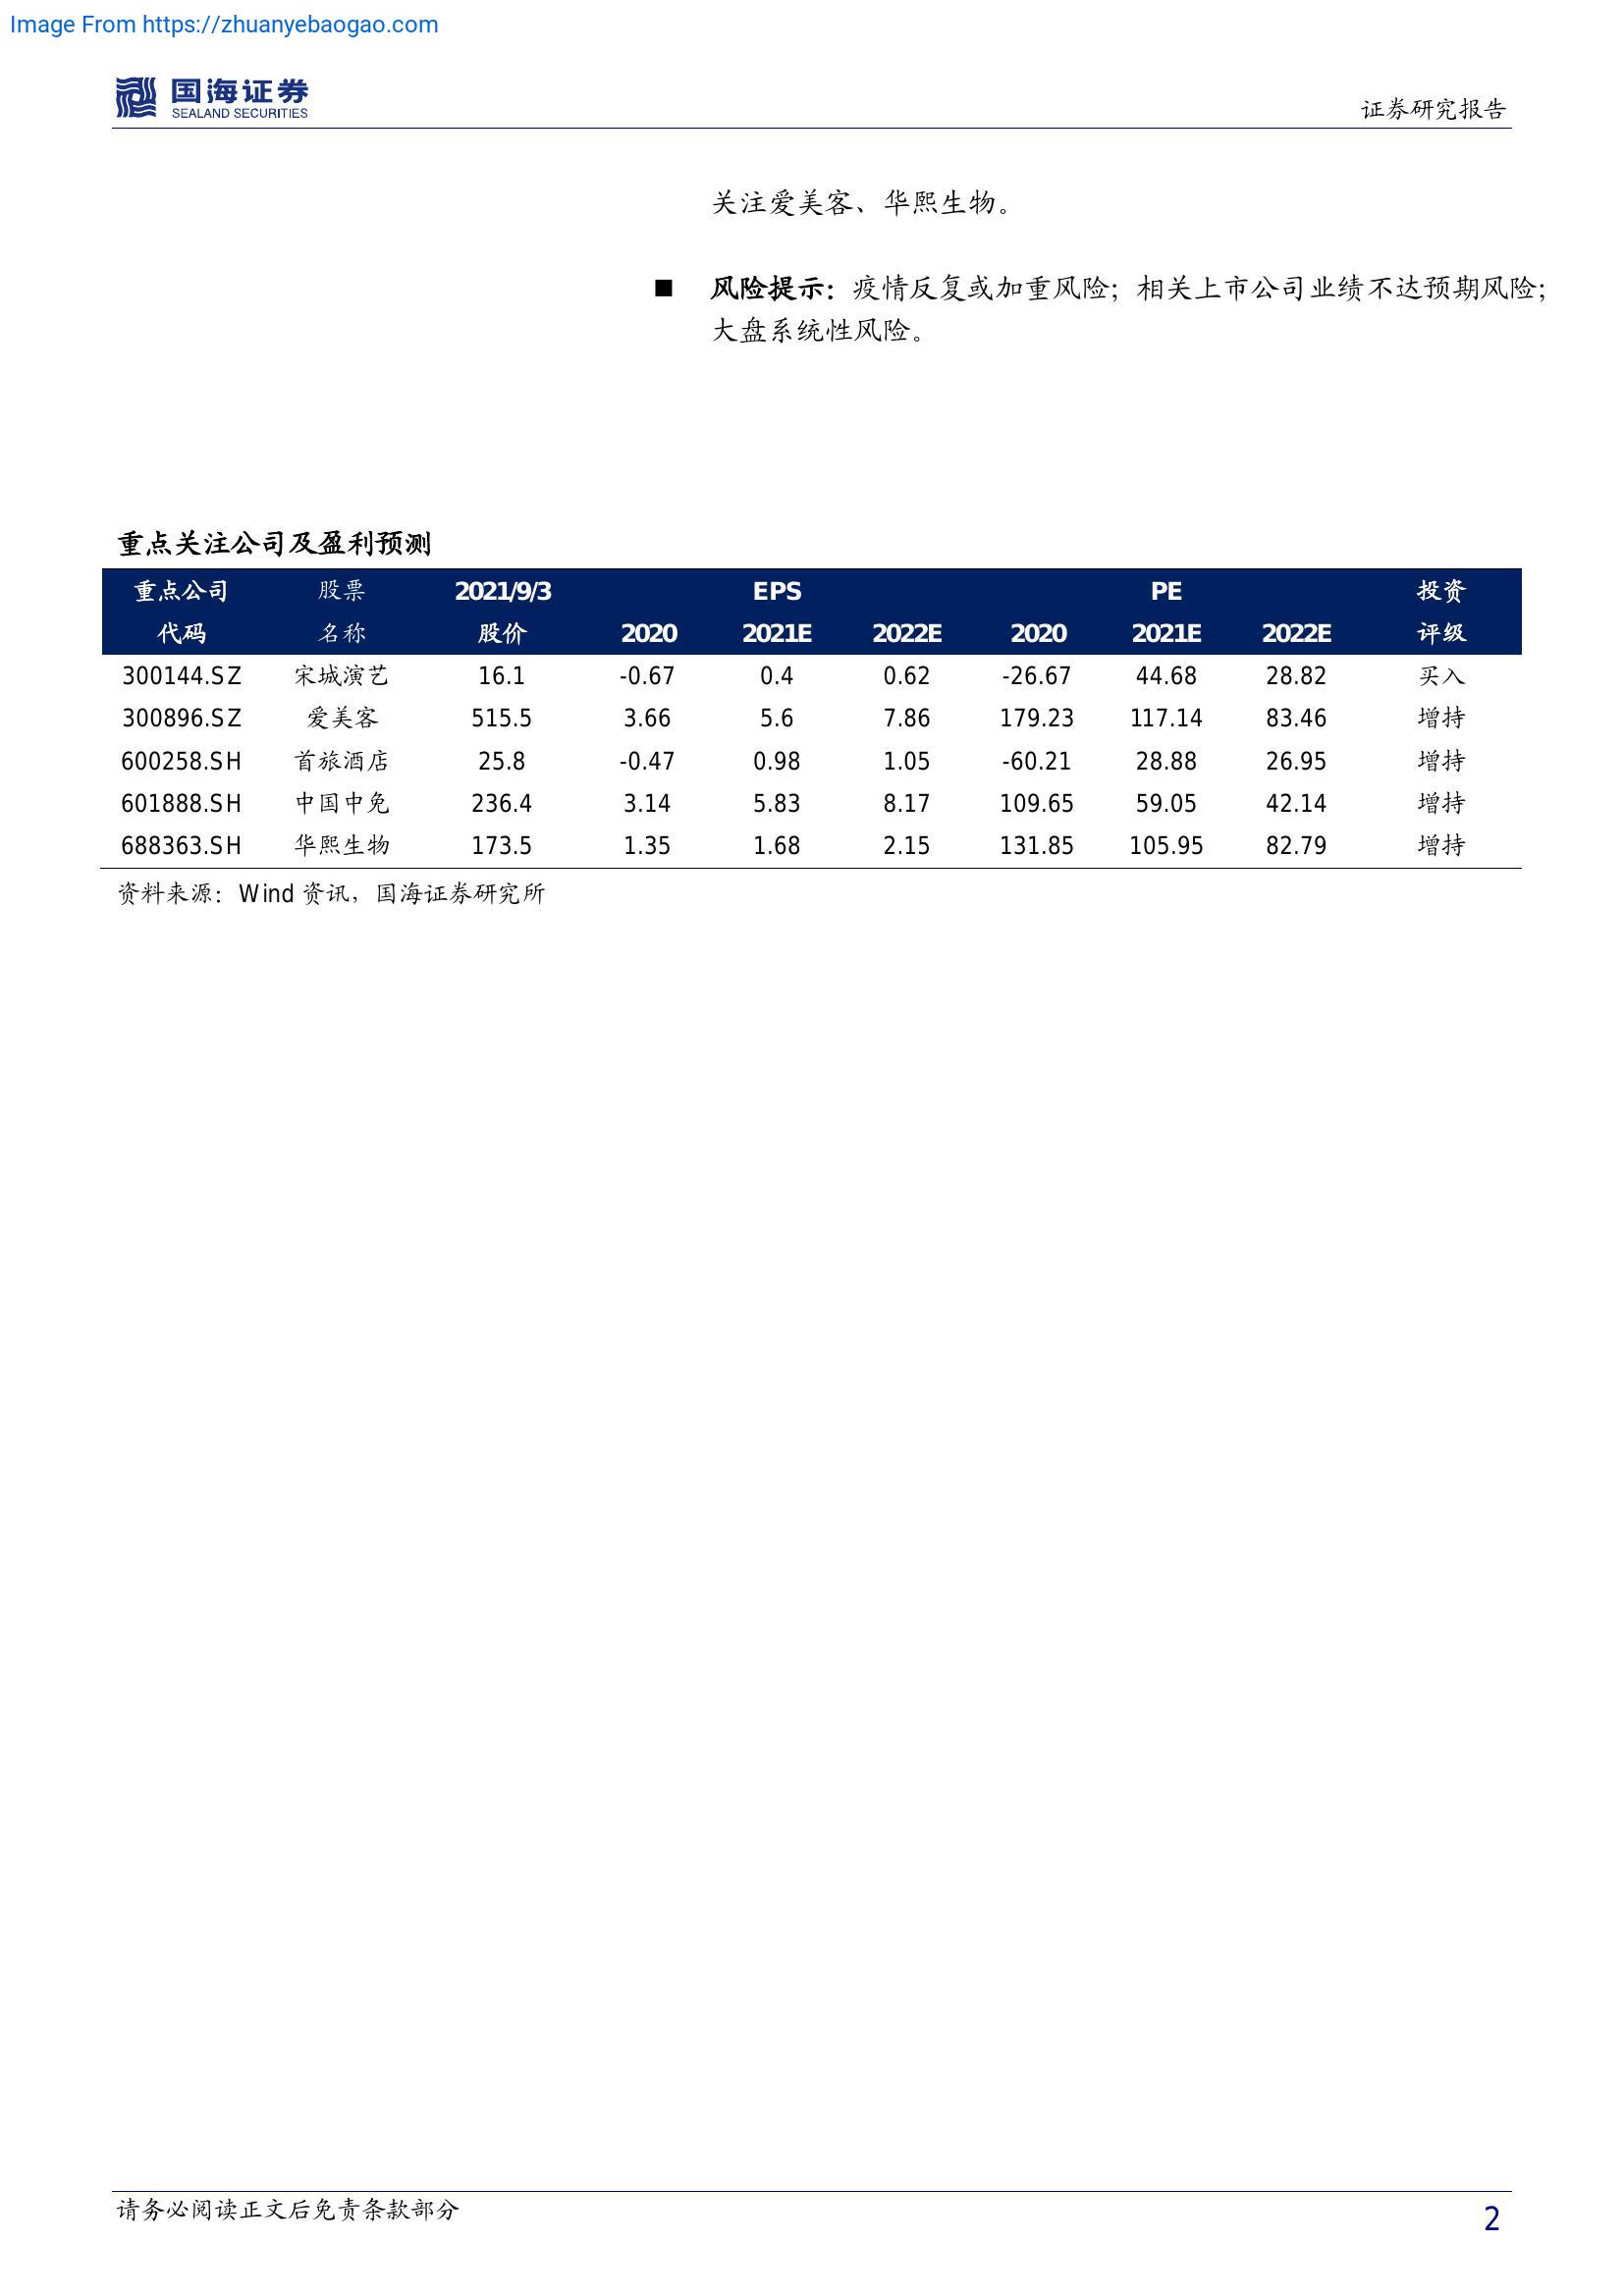 Image From https://zhuanyebaogao.com
国海证券
SEALAND SECURITIES
证券研究报告
关注爱美客、华熙生物。
■ 风险提示：疫情反复或加重风险；相关上市公司业绩不达预期风险；
大盘系统性风险。
重点关注公司及盈利预测
重点公司 股票 2021/9/3 EPS PE 投资
代码 名称 股价 2020 2021E 2022E 2020 2021E 2022E 评级
300144.SZ 宋城演艺 16.1 -0.67 0.4 0.62 -26.67 44.68 28.82 买入
300896.SZ 爱美客 515.5 3.66 5.6 7.86 179.23 117.14 83.46 增持
600258.SH 首旅酒店 25.8 -0.47 0.98 1.05 -60.21 28.88 26.95 增持
601888.SH 中国中免 236.4 3.14 5.83 8.17 109.65 59.05 42.14 增持
688363.SH 华熙生物 173.5 1.35 1.68 2.15 131.85 105.95 82.79 增持
资料来源：Wind 资讯，国海证券研究所
请务必阅读正文后免责条款部分
2